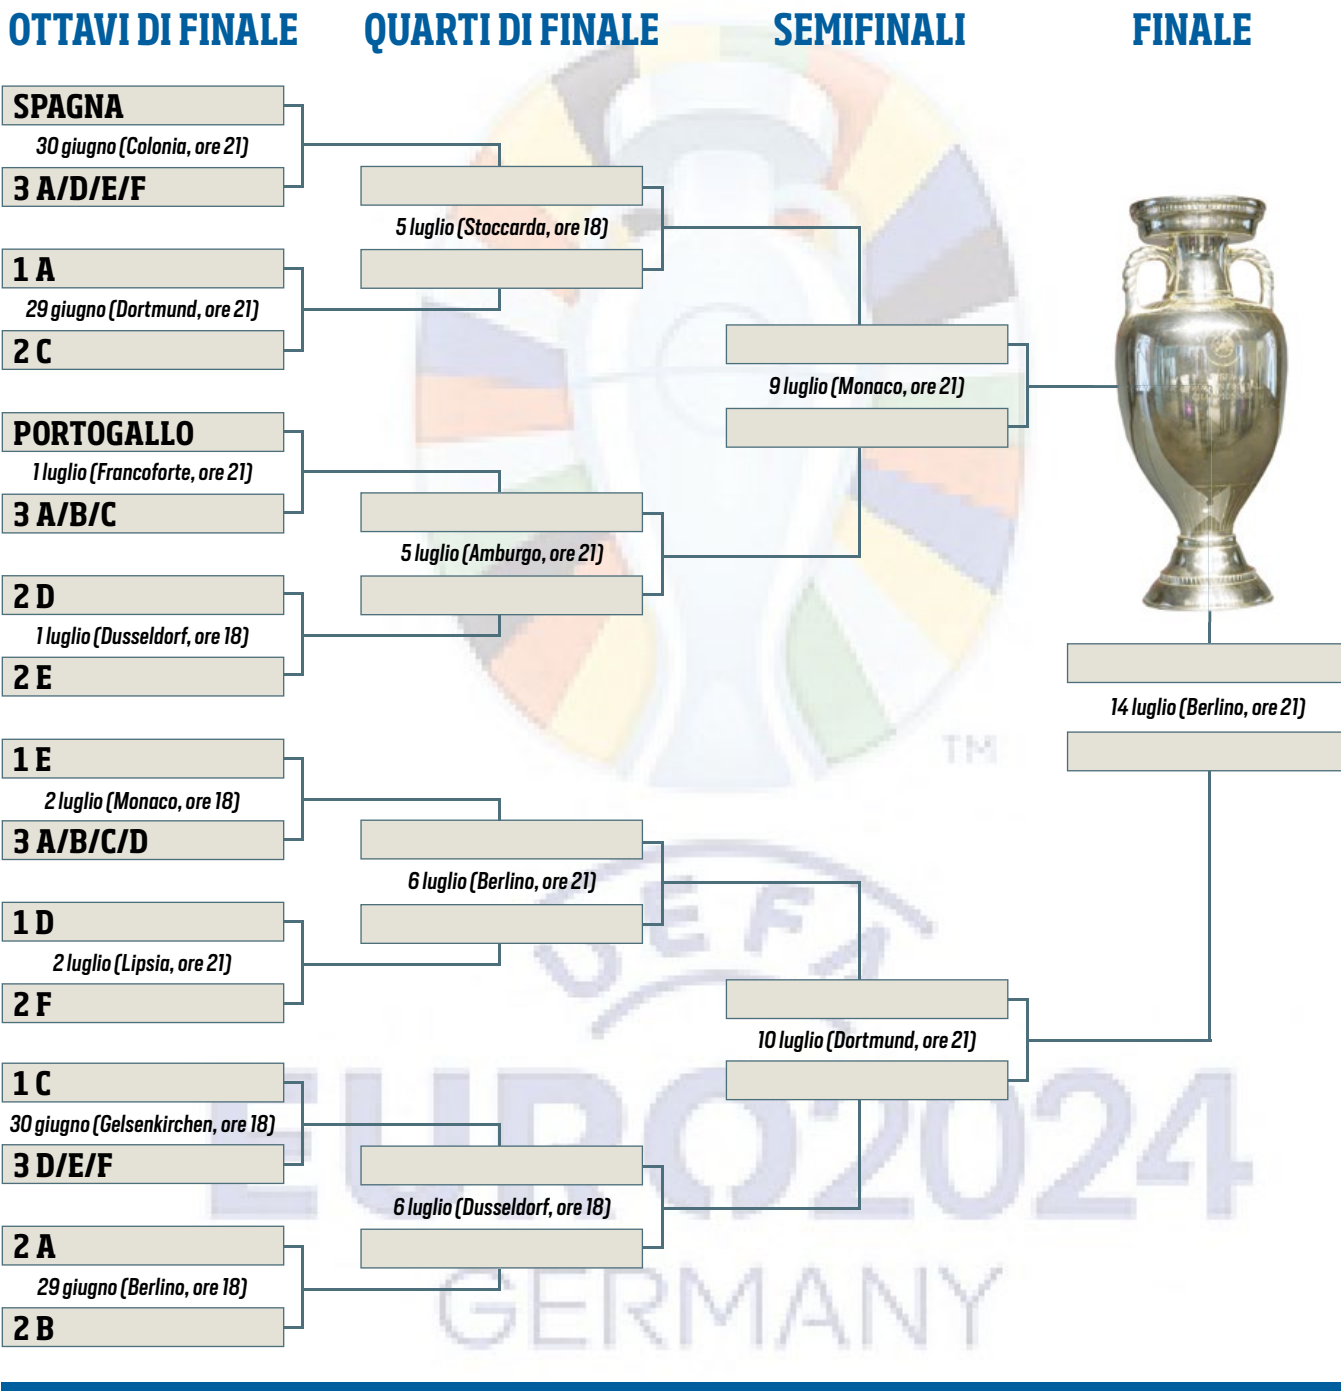 OTTAVI DI FINALE
QUARTI DI FINALE
SEMIFINALI
FINALE
SPAGNA
30 giugno (Colonia, ore 21)
3 A/D/E/F
1 A
29 giugno (Dortmund, ore 21)
2 C
PORTOGALLO
1 luglio (Francoforte, ore 21)
3 A/B/C
2 D
1 luglio (Dusseldorf, ore 18)
2 E
1 E
2 luglio (Monaco, ore 18)
3 A/B/C/D
1 D
2 luglio (Lipsia, ore 21)
2 F
1 C
30 giugno (Gelsenkirchen, ore 18)
3 D/E/F
2 A
29 giugno (Berlino, ore 18)
2 B
5 luglio (Stoccarda, ore 18)
5 luglio (Amburgo, ore 21)
6 luglio (Berlino, ore 21)
6 luglio (Dusseldorf, ore 18)
9 luglio (Monaco, ore 21)
10 luglio (Dortmund, ore 21)
14 luglio (Berlino, ore 21)
TM
UEFA
EURO2024
GERMANY